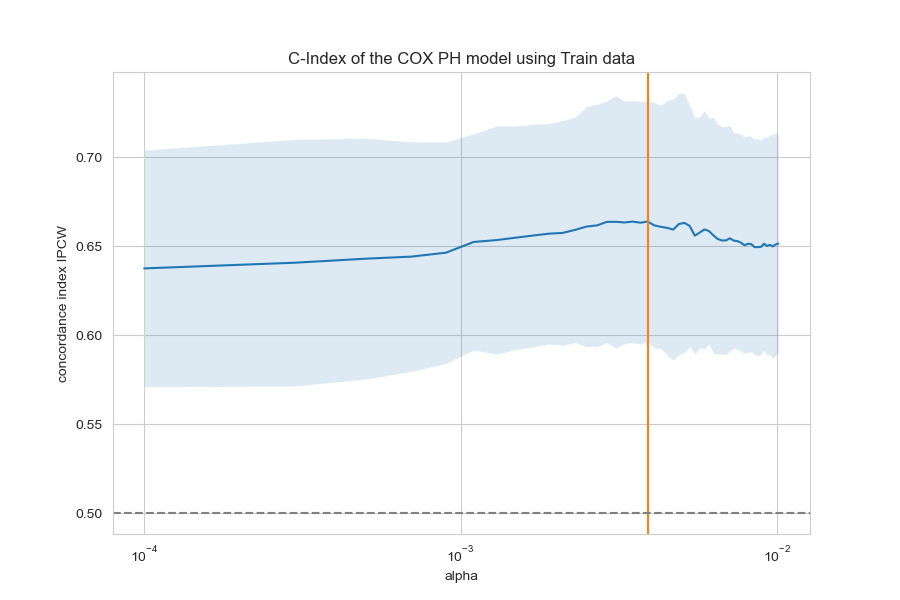 C-Index of the COX PH model using Train data
concordance index IPCW
0.70
0.65
0.60
0.55
0.50
10⁻⁴ 10⁻³ 10⁻²
alpha